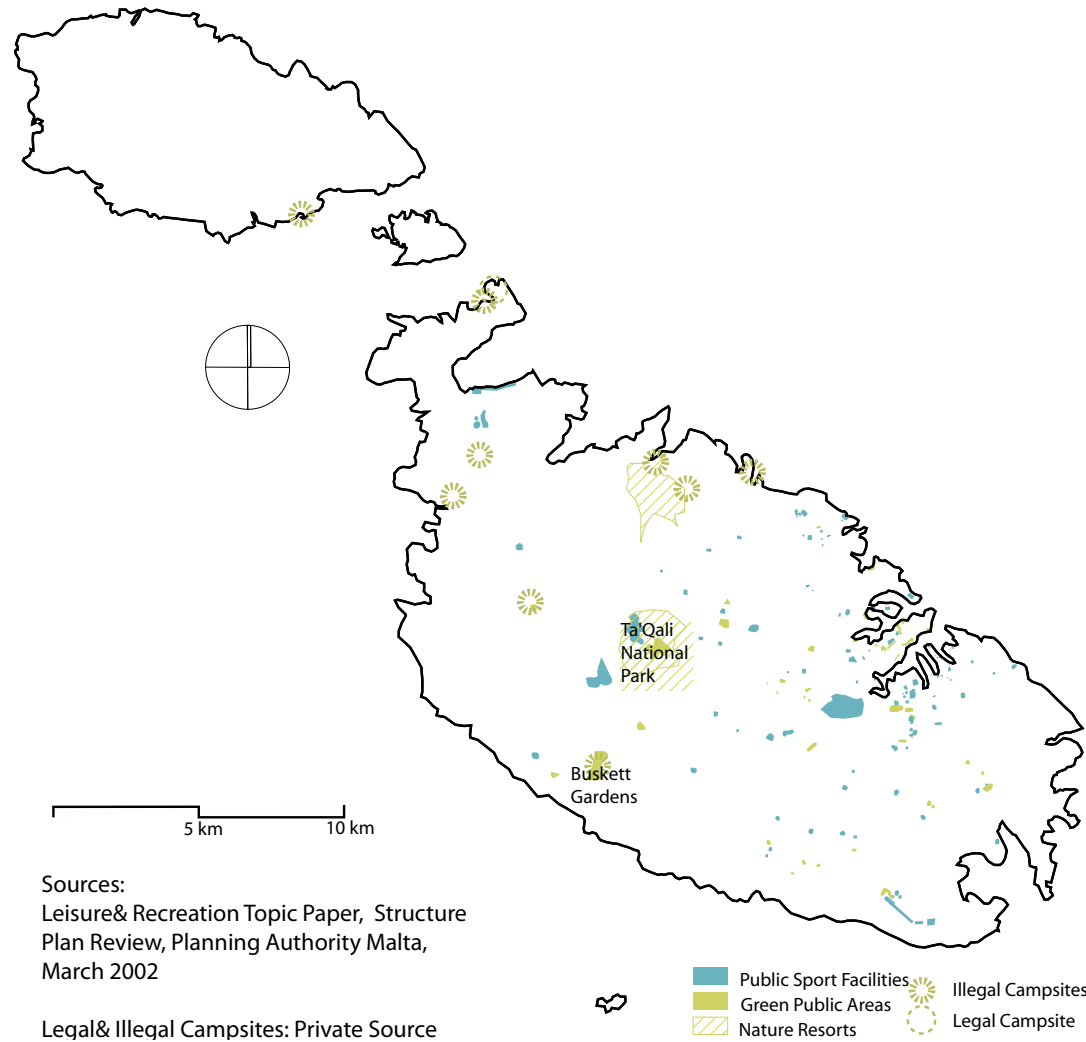 Ta'Qali
National
Park
Buskett
Gardens
5 km
10 km
Sources:
Leisure& Recreation Topic Paper, Structure
Plan Review, Planning Authority Malta,
March 2002
Legal& Illegal Campsites: Private Source
Public Sport Facilities
Green Public Areas
Nature Resorts
Illegal Campsites
Legal Campsite